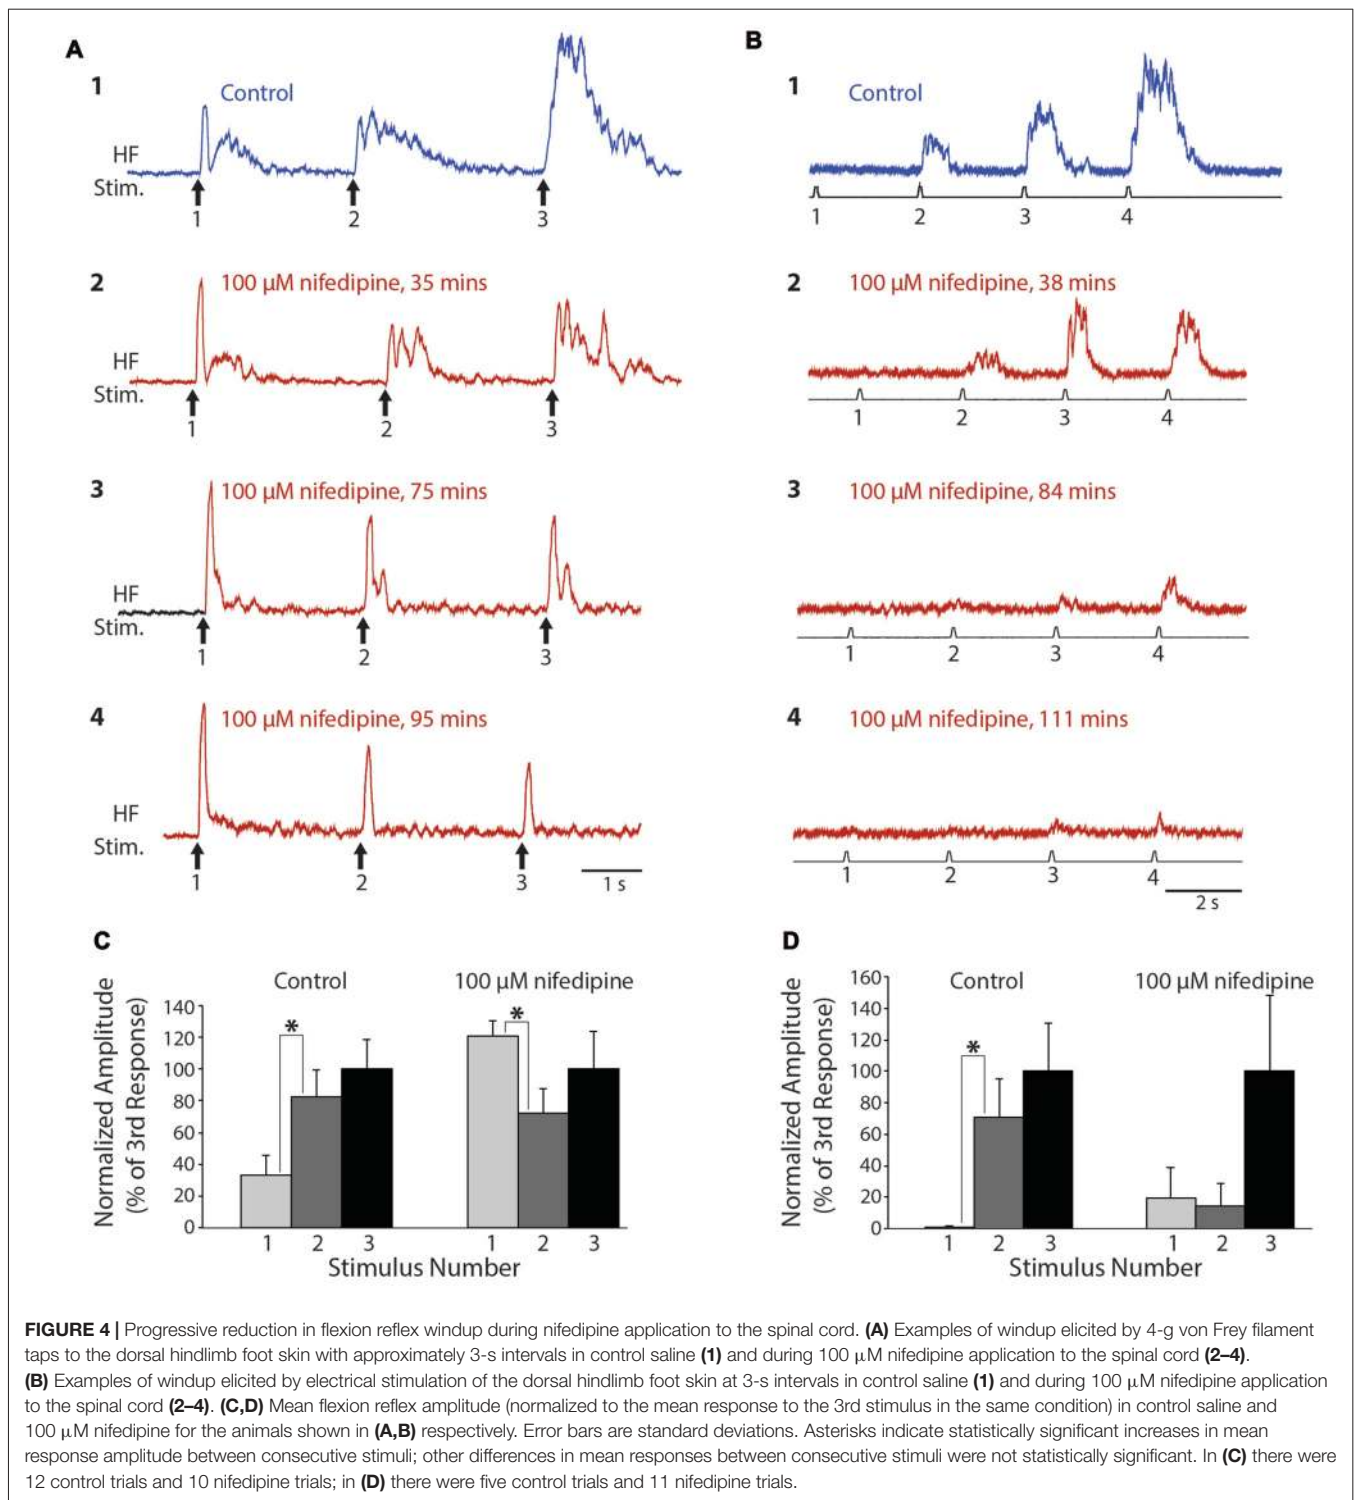 A
1
Control
HF
Stim.
1 2 3
2
100 µM nifedipine, 35 mins
HF
Stim.
1 2 3
3
100 µM nifedipine, 75 mins
HF
Stim.
1 2 3
4
100 µM nifedipine, 95 mins
HF
Stim.
1 2 3
1 s
B
1
Control
1 2 3 4
2
100 µM nifedipine, 38 mins
1 2 3 4
3
100 µM nifedipine, 84 mins
1 2 3 4
4
100 µM nifedipine, 111 mins
1 2 3 4
2 s
C
Normalized Amplitude
(% of 3rd Response)
140
120
100
80
60
40
20
0
Control
100 µM nifedipine
*
*
1 2 3 1 2 3
Stimulus Number
D
Normalized Amplitude
(% of 3rd Response)
160
140
120
100
80
60
40
20
0
Control
100 µM nifedipine
*
1 2 3 1 2 3
Stimulus Number
FIGURE 4 | Progressive reduction in flexion reflex windup during nifedipine application to the spinal cord. (A) Examples of windup elicited by 4-g von Frey filament
taps to the dorsal hindlimb foot skin with approximately 3-s intervals in control saline (1) and during 100 µM nifedipine application to the spinal cord (2–4).
(B) Examples of windup elicited by electrical stimulation of the dorsal hindlimb foot skin at 3-s intervals in control saline (1) and during 100 µM nifedipine application
to the spinal cord (2–4). (C,D) Mean flexion reflex amplitude (normalized to the mean response to the 3rd stimulus in the same condition) in control saline and
100 µM nifedipine for the animals shown in (A,B) respectively. Error bars are standard deviations. Asterisks indicate statistically significant increases in mean
response amplitude between consecutive stimuli; other differences in mean responses between consecutive stimuli were not statistically significant. In (C) there were
12 control trials and 10 nifedipine trials; in (D) there were five control trials and 11 nifedipine trials.